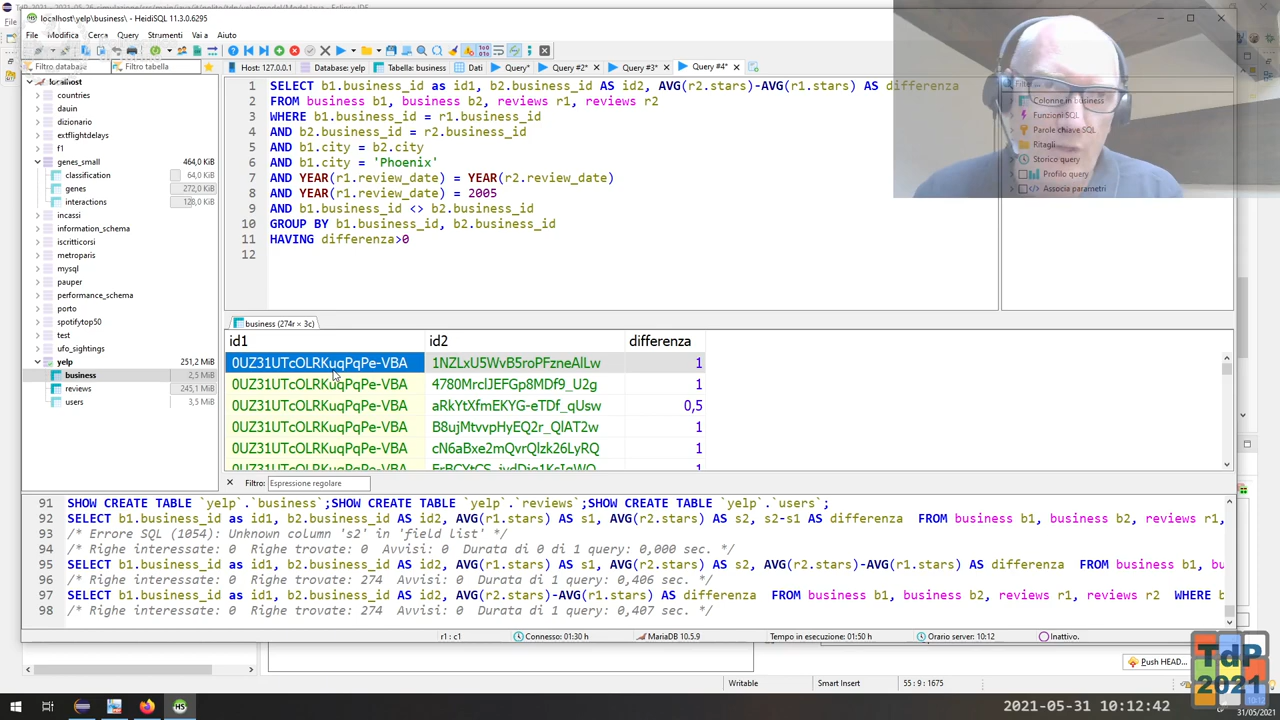 localhost\yelp\business\ - HeidiSQL 11.3.0.6295
File Modifica Cerca Query Strumenti Vai a Aiuto
Filtro database Filtro tabella
Host: 127.0.0.1 Database: yelp Tabella: business Dati Query* Query #2* Query #3* Query #4*
localhost
countries
dauin
dizionario
extflightdelays
f1
genes_small 464,0 KiB
classification 64,0 KiB
genes 272,0 KiB
interactions 128,0 KiB
incassi
information_schema
iscritticorsi
metroparis
mysql
pauper
performance_schema
porto
spotifytop50
test
ufo_sightings
yelp 251,2 MiB
business 2,5 MiB
reviews 245,1 MiB
users 3,5 MiB
1 SELECT b1.business_id as id1, b2.business_id AS id2, AVG(r2.stars)-AVG(r1.stars) AS differenza
2 FROM business b1, business b2, reviews r1, reviews r2
3 WHERE b1.business_id = r1.business_id
4 AND b2.business_id = r2.business_id
5 AND b1.city = b2.city
6 AND b1.city = 'Phoenix'
7 AND YEAR(r1.review_date) = YEAR(r2.review_date)
8 AND YEAR(r1.review_date) = 2005
9 AND b1.business_id <> b2.business_id
10 GROUP BY b1.business_id, b2.business_id
11 HAVING differenza>0
12
Colonne in business
Funzioni SQL
Parole chiave SQL
Ritagli
Storico query
Profilo query
Associa parametri
business (274r × 3c)
id1 id2 differenza
0UZ31UTcOLRKuqPqPe-VBA 1NZLxU5WvB5roPFzneAlLw 1
0UZ31UTcOLRKuqPqPe-VBA 4780MrclJEFGp8MDf9_U2g 1
0UZ31UTcOLRKuqPqPe-VBA aRkYtXfmEKYG-eTDf_qUsw 0,5
0UZ31UTcOLRKuqPqPe-VBA B8ujMtvvpHyEQ2r_QlAT2w 1
0UZ31UTcOLRKuqPqPe-VBA cN6aBxe2mQvrQlzk26LyRQ 1
0UZ31UTcOLRKuqPqPe-VBA
Filtro: Espressione regolare
91 SHOW CREATE TABLE `yelp`.`business`;SHOW CREATE TABLE `yelp`.`reviews`;SHOW CREATE TABLE `yelp`.`users`;
92 SELECT b1.business_id as id1, b2.business_id AS id2, AVG(r1.stars) AS s1, AVG(r2.stars) AS s2, s2-s1 AS differenza FROM business b1, business b2, reviews r1,
93 /* Errore SQL (1054): Unknown column 's2' in 'field list' */
94 /* Righe interessate: 0 Righe trovate: 0 Avvisi: 0 Durata di 0 di 1 query: 0,000 sec. */
95 SELECT b1.business_id as id1, b2.business_id AS id2, AVG(r1.stars) AS s1, AVG(r2.stars) AS s2, AVG(r2.stars)-AVG(r1.stars) AS differenza FROM business b1, bu
96 /* Righe interessate: 0 Righe trovate: 274 Avvisi: 0 Durata di 1 query: 0,406 sec. */
97 SELECT b1.business_id as id1, b2.business_id AS id2, AVG(r2.stars)-AVG(r1.stars) AS differenza FROM business b1, business b2, reviews r1, reviews r2 WHERE b
98 /* Righe interessate: 0 Righe trovate: 274 Avvisi: 0 Durata di 1 query: 0,407 sec. */
r1 : c1 Connesso: 01:30 h MariaDB 10.5.9 Tempo in esecuzione: 01:50 h Orario server: 10:12 Inattivo.
Push HEAD...
Writable Smart Insert 55 : 9 : 1675
TdP
2021
2021-05-31 10:12:42
31/05/2021